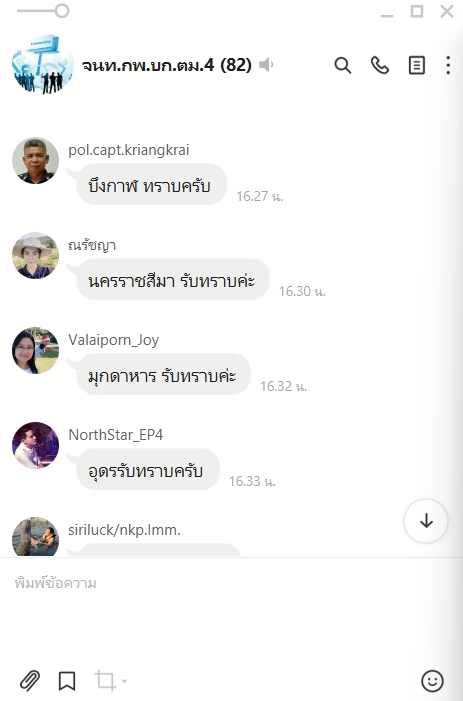 จนท.กพ.บก.ตม.4 (82)
pol.capt.kriangkrai
บึงกาฬ ทราบครับ
16.27 น.
ณรัชญา
นครราชสีมา รับทราบค่ะ
16.30 น.
Valaiporn_Joy
มุกดาหาร รับทราบค่ะ
16.32 น.
NorthStar_EP4
อุดรรับทราบครับ
16.33 น.
siriluck/nkp.lmm.
พิมพ์ข้อความ